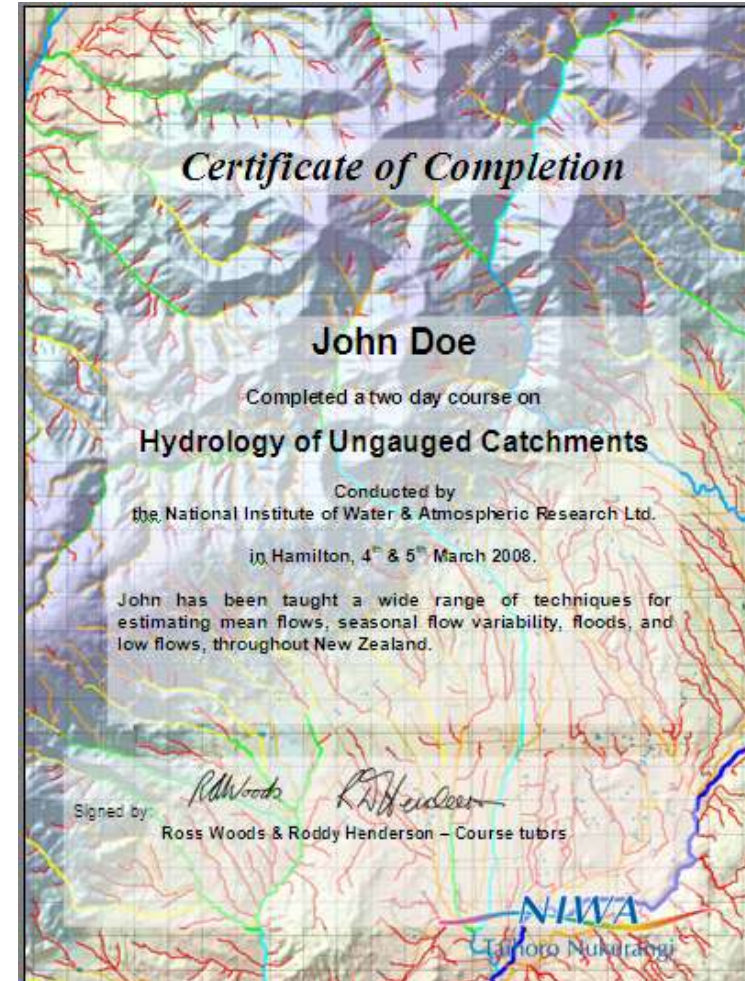 Certificate of Completion
John Doe
Completed a two day course on
Hydrology of Ungauged Catchments
Conducted by
the National Institute of Water & Atmospheric Research Ltd.
in Hamilton, 4th & 5th March 2008.
John has been taught a wide range of techniques for
estimating mean flows, seasonal flow variability, floods, and
low flows, throughout New Zealand.
RAWoods RDHenderson
Signed by:
Ross Woods & Roddy Henderson – Course tutors
NIWA
Taihoro Nukurangi